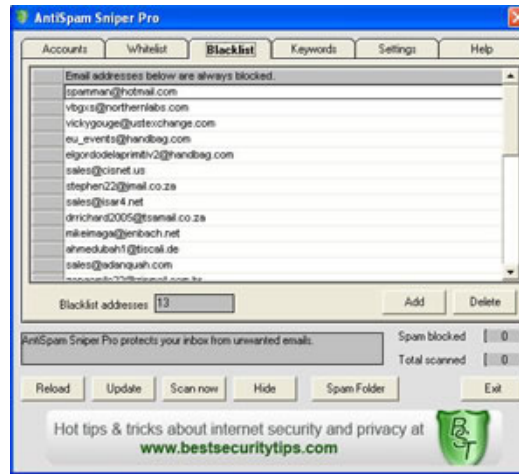 AntiSpam Sniper Pro
Accounts Whitelist Blacklist Keywords Settings Help
Email addresses below are always blocked.
spamman@hotmail.com
vbgxs@northernlabs.com
vickygouge@ustexchange.com
eu_events@handbag.com
elgordodelaprimitiv2@handbag.com
sales@cisnet.us
stephen22@jmail.co.za
sales@isar4.net
drrichard2005@tsamail.co.za
mikeimaga@jenbach.net
ahmedubah1@tiscali.de
sales@adanquah.com
Blacklist addresses 13 Add Delete
AntiSpam Sniper Pro protects your inbox from unwanted emails.
Spam blocked [ 0
Total scanned [ 0
Reload Update Scan now Hide Spam Folder Exit
Hot tips & tricks about internet security and privacy at
www.bestsecuritytips.com
BST